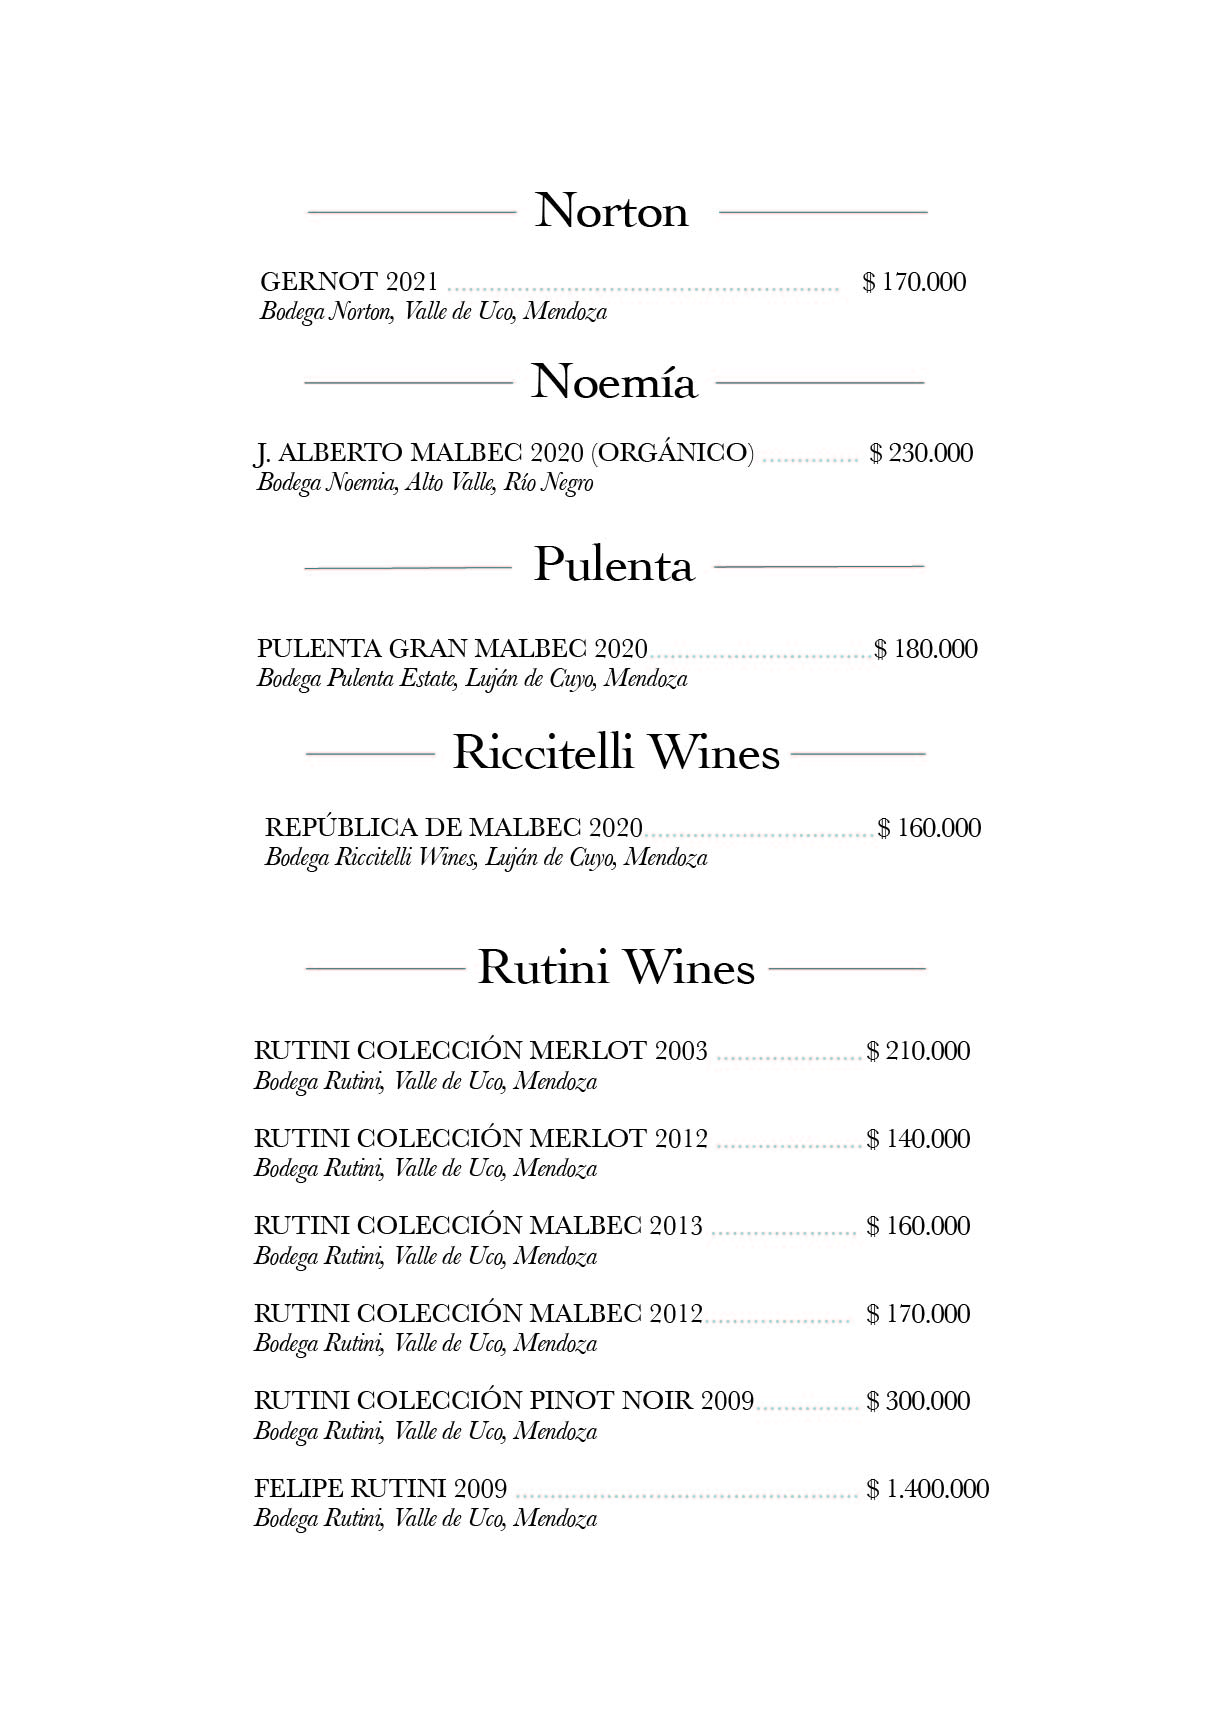 Norton
GERNOT 2021 ........................................................ $ 170.000
Bodega Norton, Valle de Uco, Mendoza
Noemía
J. ALBERTO MALBEC 2020 (ORGÁNICO) .............. $ 230.000
Bodega Noemia, Alto Valle, Río Negro
Pulenta
PULENTA GRAN MALBEC 2020................................$ 180.000
Bodega Pulenta Estate, Luján de Cuyo, Mendoza
Riccitelli Wines
REPÚBLICA DE MALBEC 2020.................................$ 160.000
Bodega Riccitelli Wines, Luján de Cuyo, Mendoza
Rutini Wines
RUTINI COLECCIÓN MERLOT 2003 .....................$ 210.000
Bodega Rutini, Valle de Uco, Mendoza
RUTINI COLECCIÓN MERLOT 2012 .....................$ 140.000
Bodega Rutini, Valle de Uco, Mendoza
RUTINI COLECCIÓN MALBEC 2013 ..................... $ 160.000
Bodega Rutini, Valle de Uco, Mendoza
RUTINI COLECCIÓN MALBEC 2012..................... $ 170.000
Bodega Rutini, Valle de Uco, Mendoza
RUTINI COLECCIÓN PINOT NOIR 2009............... $ 300.000
Bodega Rutini, Valle de Uco, Mendoza
FELIPE RUTINI 2009 ................................................. $ 1.400.000
Bodega Rutini, Valle de Uco, Mendoza